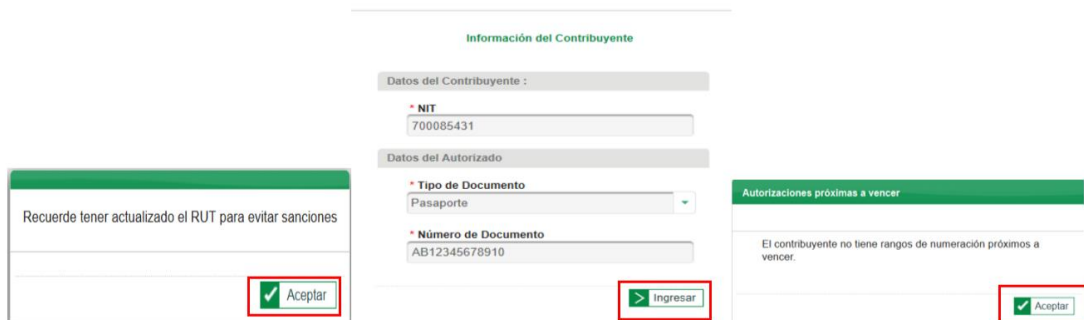 Recuerde tener actualizado el RUT para evitar sanciones
Aceptar
Información del Contribuyente
Datos del Contribuyente :
* NIT
700085431
Datos del Autorizado
* Tipo de Documento
Pasaporte
* Número de Documento
AB12345678910
Ingresar
Autorizaciones próximas a vencer
El contribuyente no tiene rangos de numeración próximos a
vencer.
Aceptar